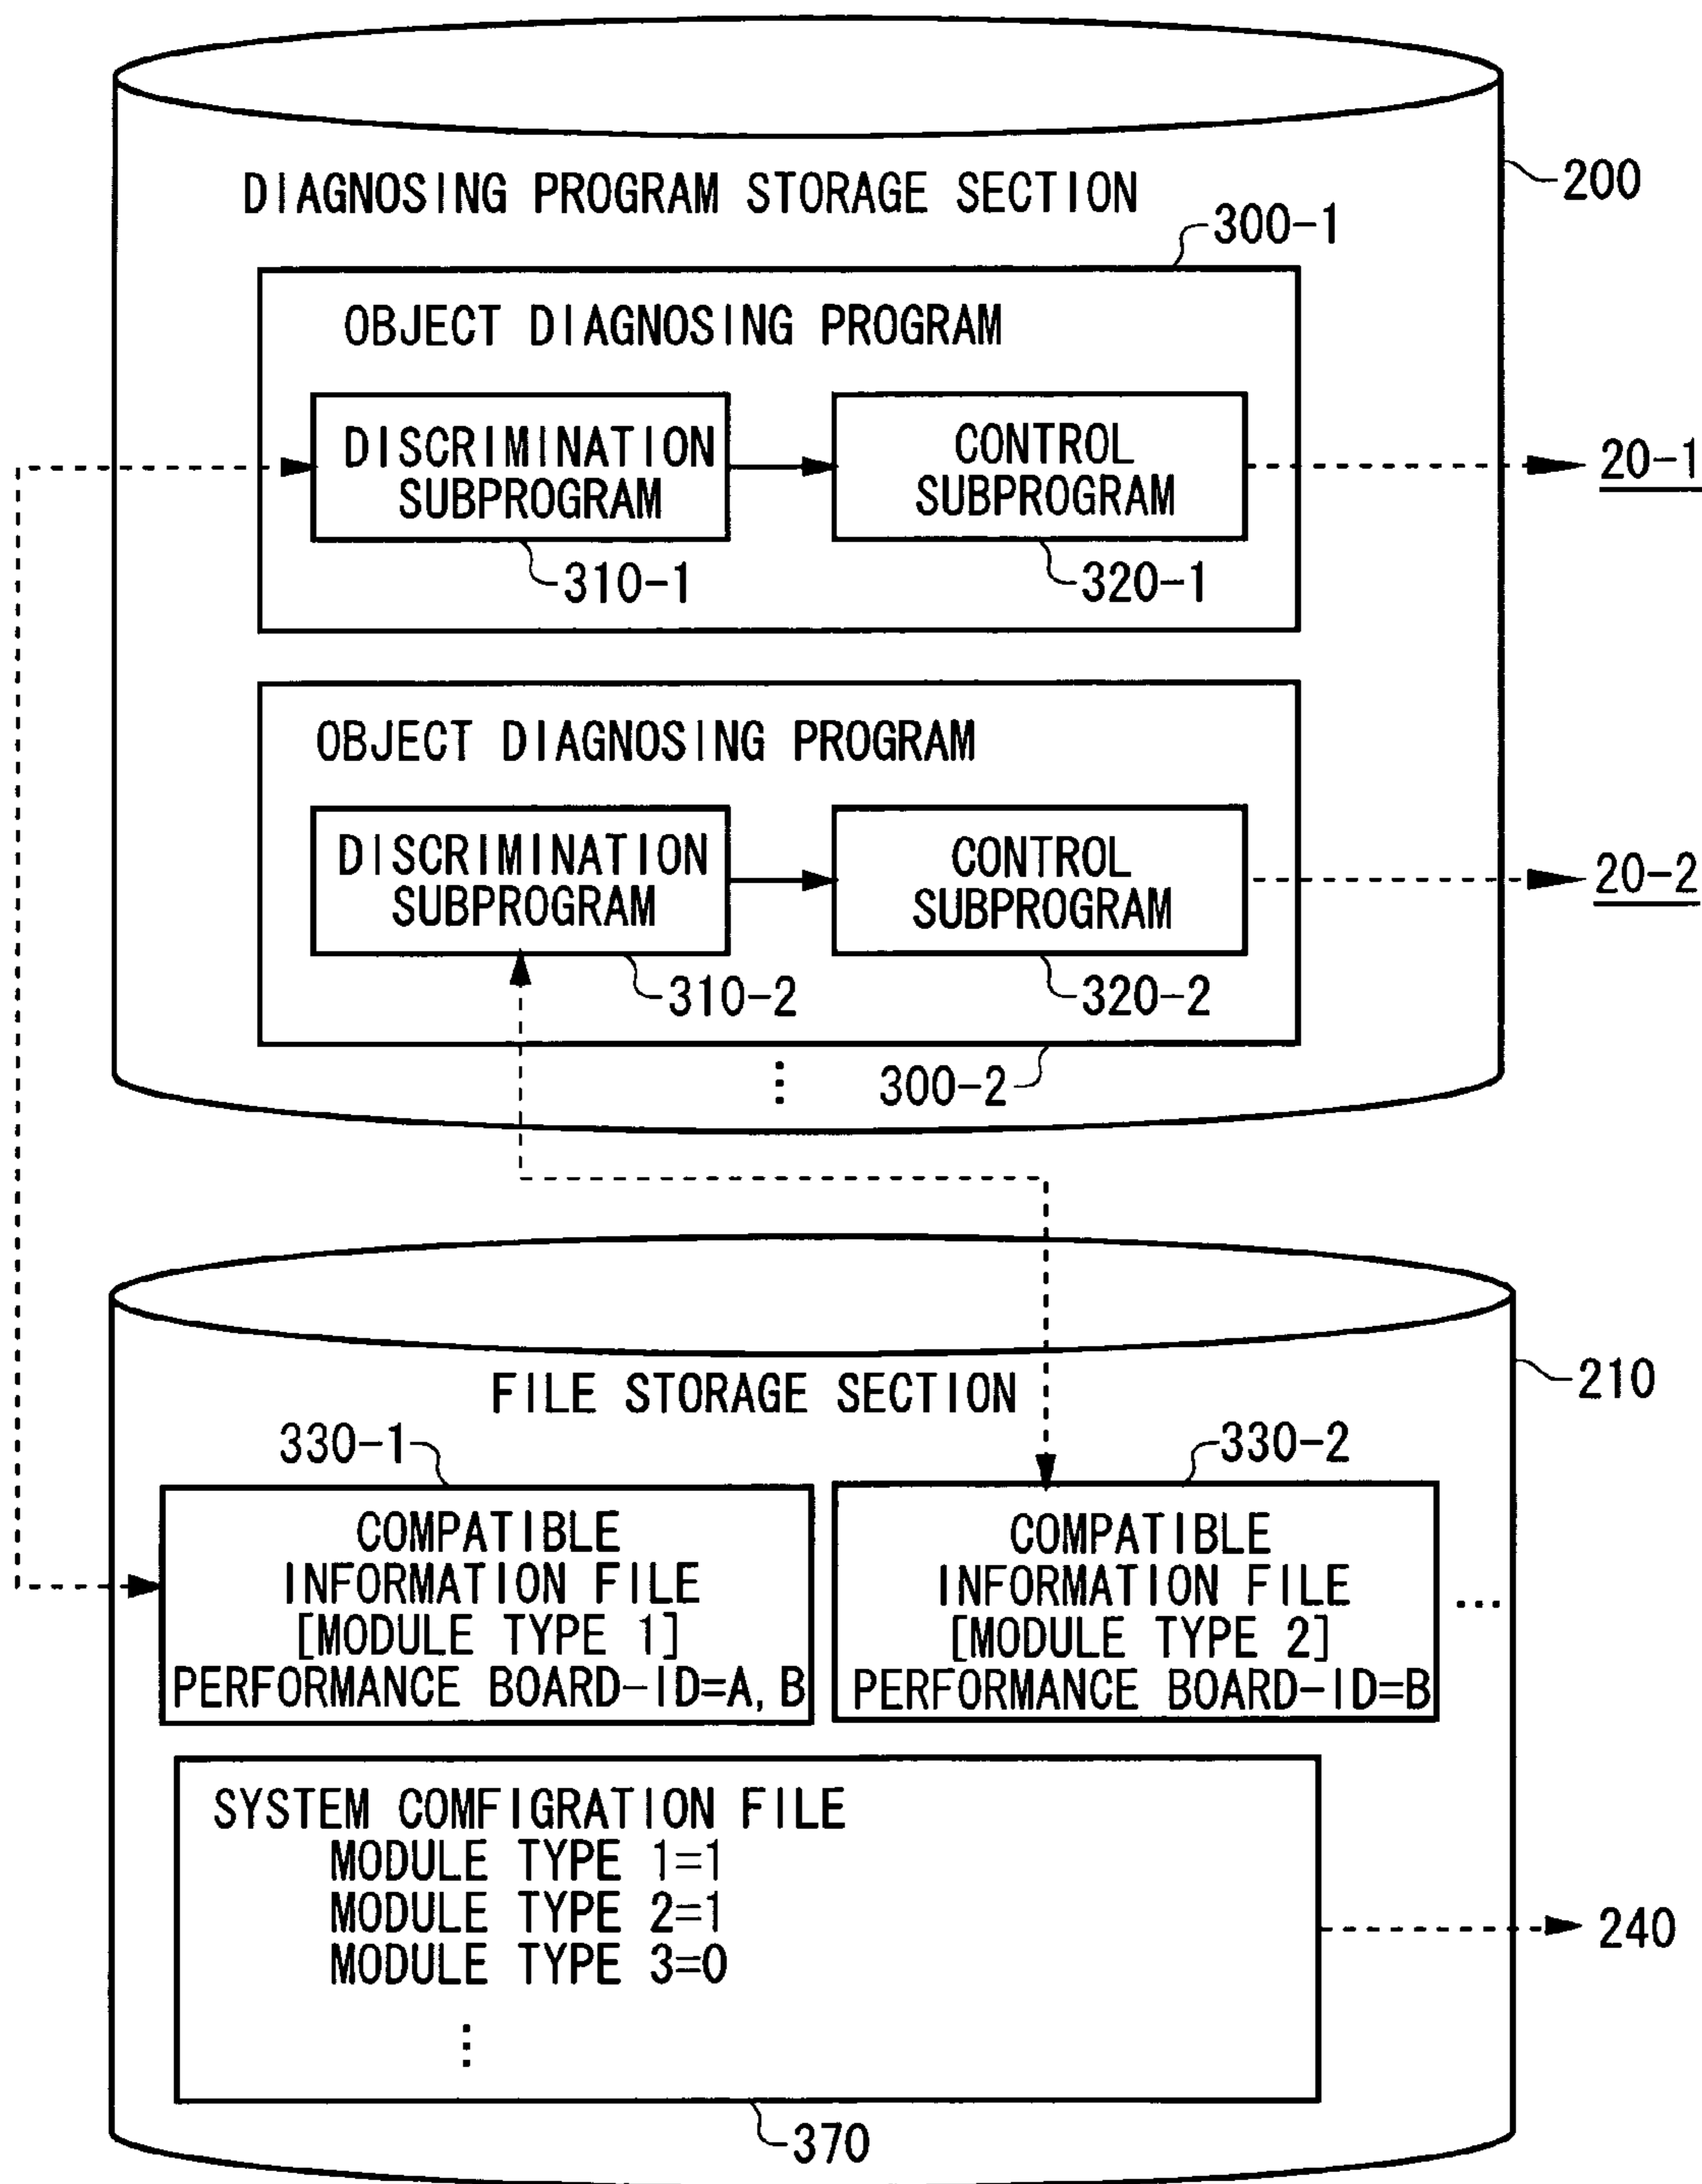 200
DIAGNOSING PROGRAM STORAGE SECTION
300-1
OBJECT DIAGNOSING PROGRAM
DISCRIMINATION
SUBPROGRAM
CONTROL
SUBPROGRAM
20-1
310-1
320-1
OBJECT DIAGNOSING PROGRAM
DISCRIMINATION
SUBPROGRAM
CONTROL
SUBPROGRAM
20-2
310-2
320-2
⋮
300-2
210
FILE STORAGE SECTION
330-1
330-2
COMPATIBLE
INFORMATION FILE
[MODULE TYPE 1]
PERFORMANCE BOARD-ID=A, B
COMPATIBLE
INFORMATION FILE
[MODULE TYPE 2]
PERFORMANCE BOARD-ID=B
...
SYSTEM COMFIGRATION FILE
MODULE TYPE 1=1
MODULE TYPE 2=1
MODULE TYPE 3=0
⋮
240
370